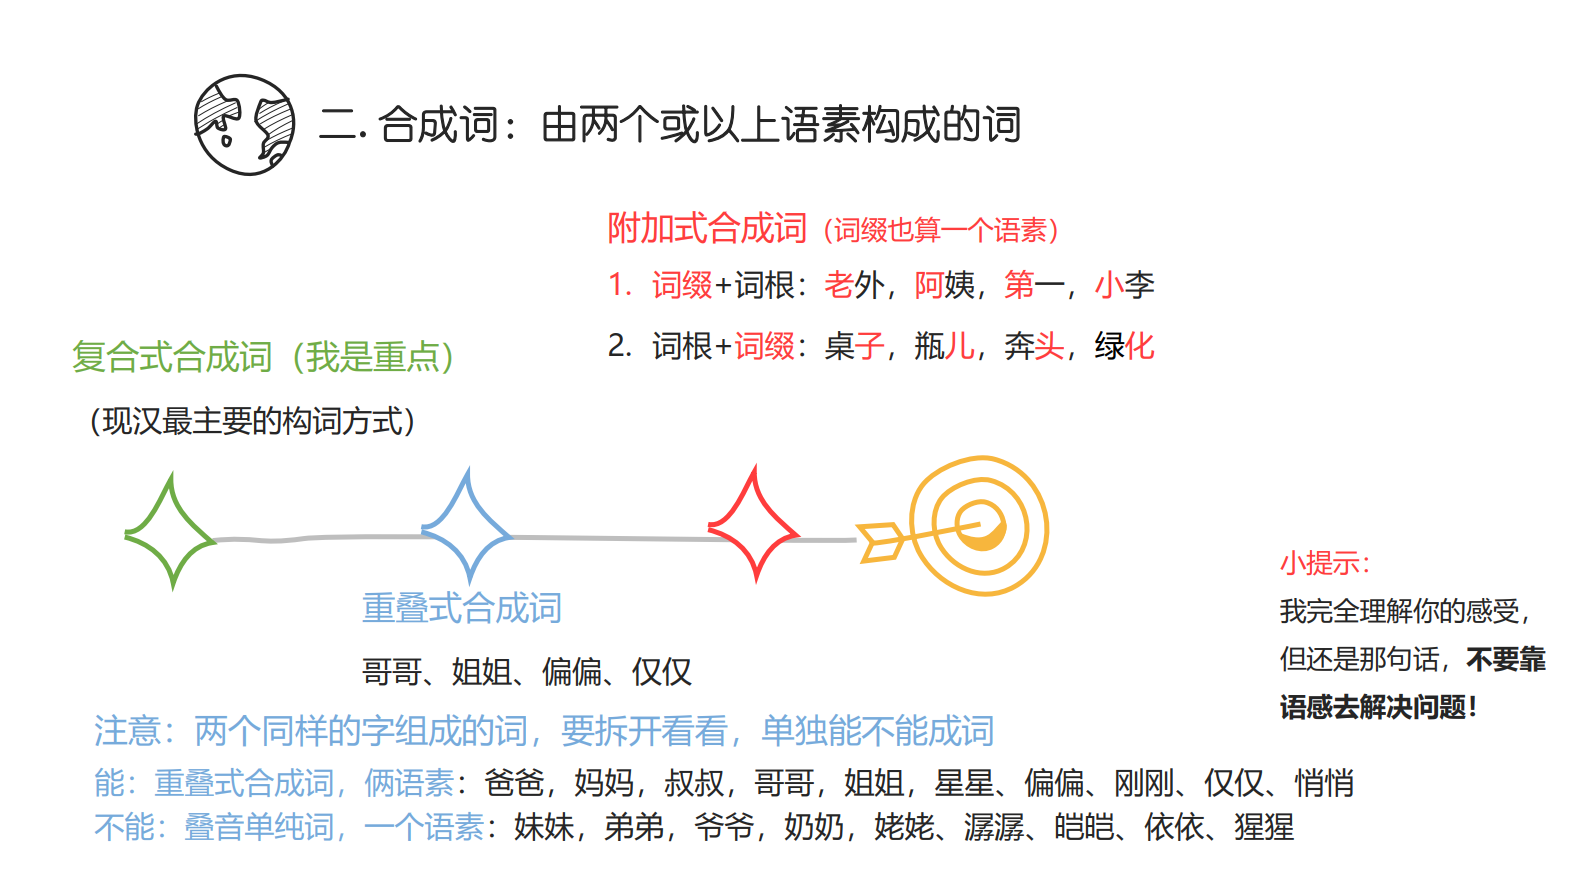 二. 合成词：由两个或以上语素构成的词
附加式合成词（词缀也算一个语素）
1. 词缀+词根：老外，阿姨，第一，小李
2. 词根+词缀：桌子，瓶儿，奔头，绿化
复合式合成词（我是重点）
（现汉最主要的构词方式）
重叠式合成词
哥哥、姐姐、偏偏、仅仅
注意：两个同样的字组成的词，要拆开看看，单独能不能成词
能：重叠式合成词，俩语素：爸爸，妈妈，叔叔，哥哥，姐姐，星星、偏偏、刚刚、仅仅、悄悄
不能：叠音单纯词，一个语素：妹妹，弟弟，爷爷，奶奶，姥姥、潺潺、皑皑、依依、猩猩
小提示：
我完全理解你的感受，
但还是那句话，不要靠
语感去解决问题！